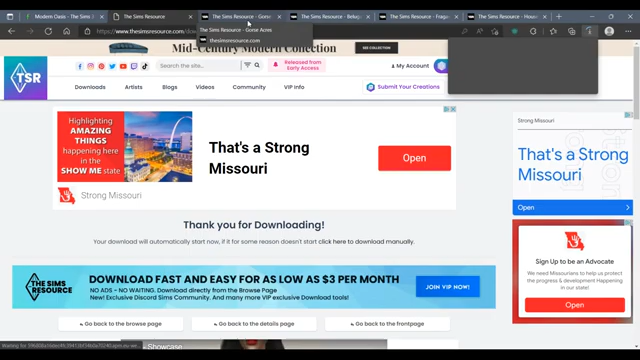 Modern Oasis - The Sims
The Sims Resource
The Sims Resource - Gorse
The Sims Resource - Beluga
The Sims Resource - Fragra
The Sims Resource - Hous
https://www.thesimsresource.com/do
The Sims Resource - Gorse Acres
thesimsresource.com
Mid-Century Modern Collection
SEE COLLECTION
TSR
Search the site...
Released from
Early Access
My Account
Downloads
Artists
Blogs
Videos
Community
VIP Info
Submit Your Creations
Highlighting
AMAZING
THINGS
happening here in
the SHOW ME state
That's a Strong
Missouri
Open
Strong Missouri
Strong Missouri
That's a Strong
Missouri
Open
Thank you for Downloading!
Your download will automatically start now, if it for some reason doesn't start click here to download manually.
THE SIMS
RESOURCE
DOWNLOAD FAST AND EASY FOR AS LOW AS $3 PER MONTH
NO ADS - NO WAITING. Download directly from the Browse Page
New! Exclusive Discord Sims Community. And many more VIP exclusive Download tools!
JOIN VIP NOW!
Sign Up to be an Advocate
We need Missourians to help us protect
the progress & development happening in
our state!
Open
Go back to the browse page
Go back to the details page
Go back to the frontpage
Showcase